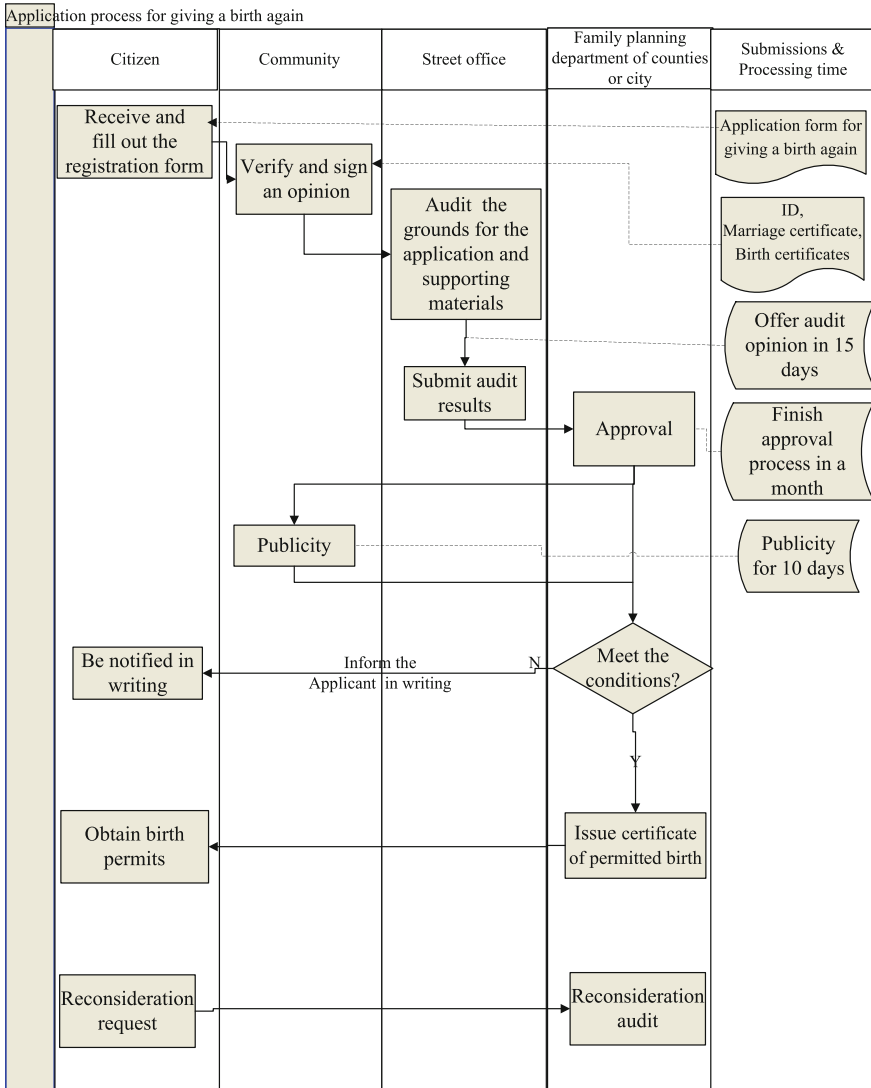 Application process for giving a birth again
Citizen
Community
Street office
Family planning
department of counties
or city
Submissions &
Processing time
Receive and
fill out the
registration form
Application form for
giving a birth again
Verify and sign
an opinion
Audit the
grounds for the
application and
supporting
materials
ID,
Marriage certificate,
Birth certificates
Offer audit
opinion in 15
days
Submit audit
results
Approval
Finish
approval
process in a
month
Publicity
Publicity
for 10 days
Be notified in
writing
Inform the
Applicant in writing
N
Meet the
conditions?
Y
Obtain birth
permits
Issue certificate
of permitted birth
Reconsideration
request
Reconsideration
audit